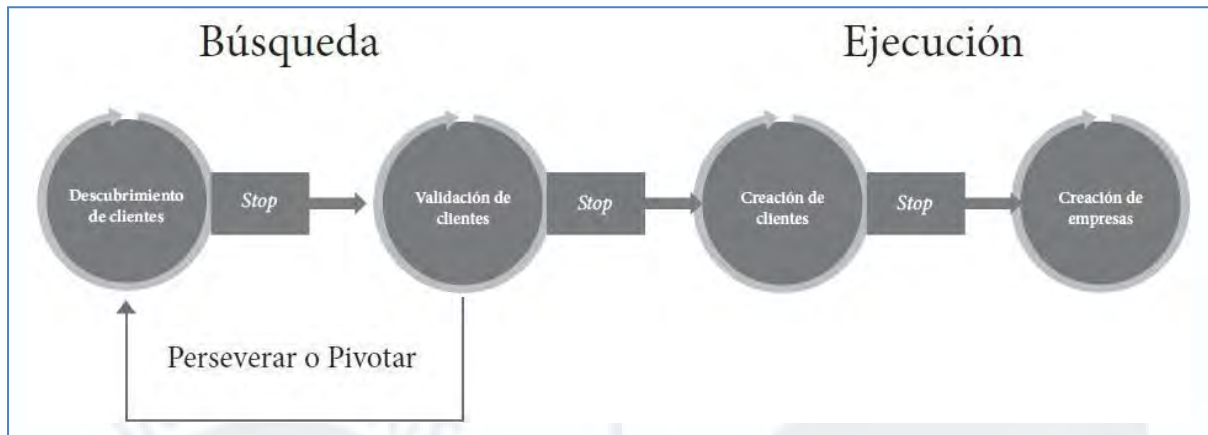 Búsqueda
Ejecución
Descubrimiento
de clientes
Stop
Validación de
clientes
Stop
Creación de
clientes
Stop
Creación de
empresas
Perseverar o Pivotar